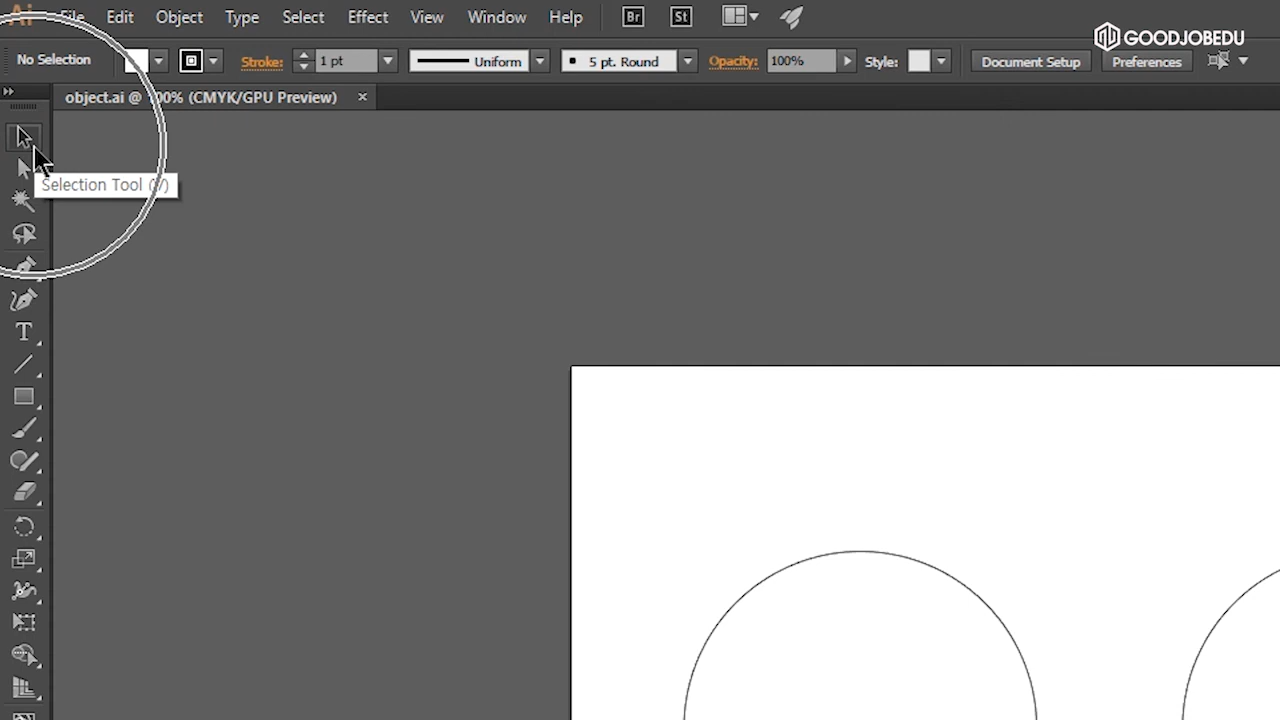 Ai File Edit Object Type Select Effect View Window Help Br St
GOODJOBEDU
No Selection Stroke: 1 pt Uniform 5 pt. Round Opacity: 100% Style: Document Setup Preferences
object.ai @ 100% (CMYK/GPU Preview) ×
Selection Tool (V)
T